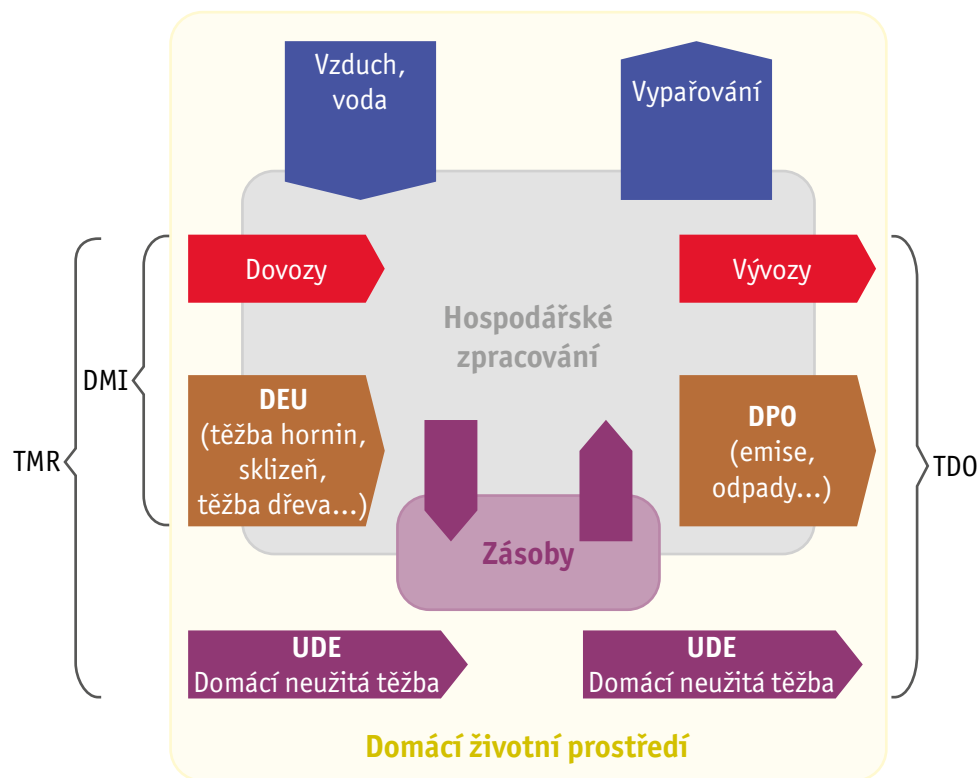 Vzduch,
voda
Vypařování
Dovozy
Vývozy
Hospodářské
zpracování
DMI
DEU
(těžba hornin,
sklizeň,
těžba dřeva...)
DPO
(emise,
odpady...)
TMR
TDO
Zásoby
UDE
Domácí neužitá těžba
UDE
Domácí neužitá těžba
Domácí životní prostředí